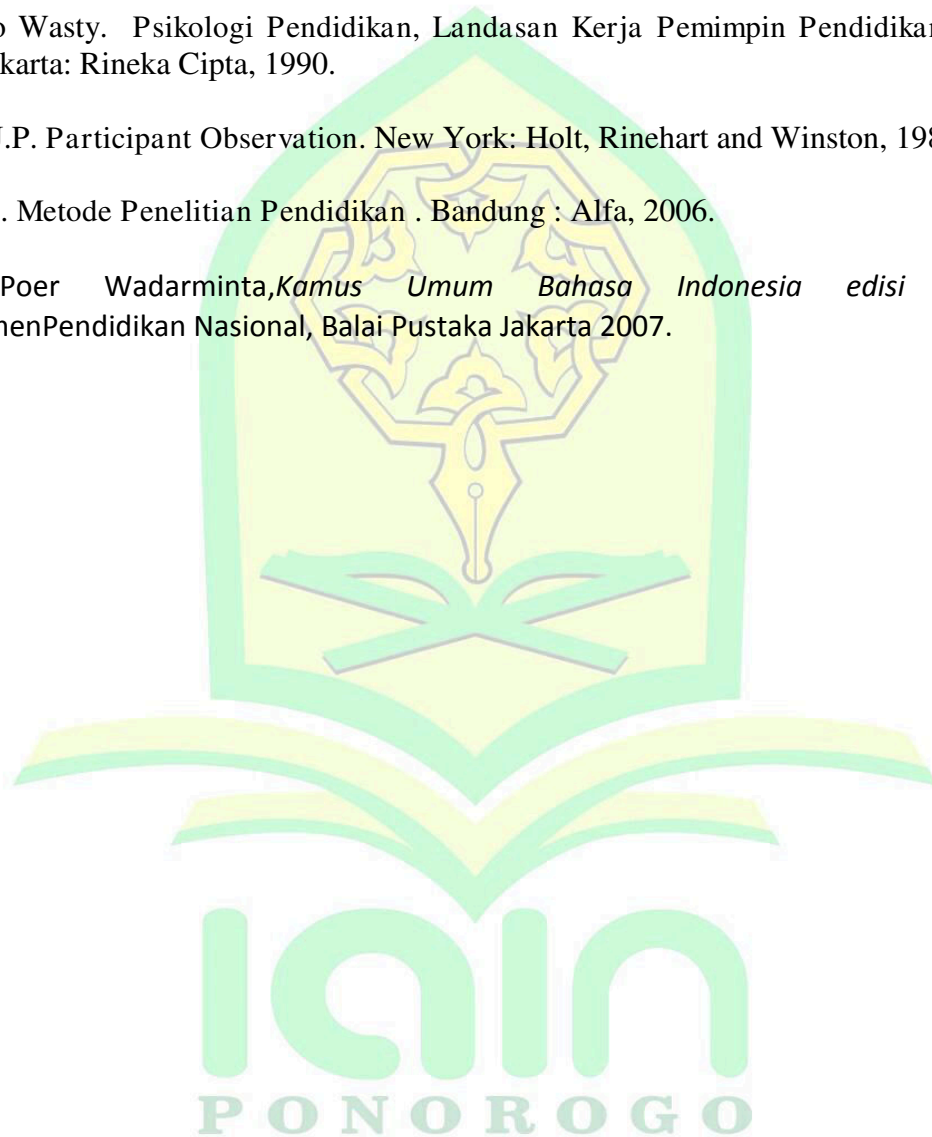 o Wasty. Psikologi Pendidikan, Landasan Kerja Pemimpin Pendidikan
karta: Rineka Cipta, 1990.
J.P. Participant Observation. New York: Holt, Rinehart and Winston, 198
. Metode Penelitian Pendidikan . Bandung : Alfa, 2006.
Poer Wadarminta,Kamus Umum Bahasa Indonesia edisi
menPendidikan Nasional, Balai Pustaka Jakarta 2007.
iain
PONOROGO